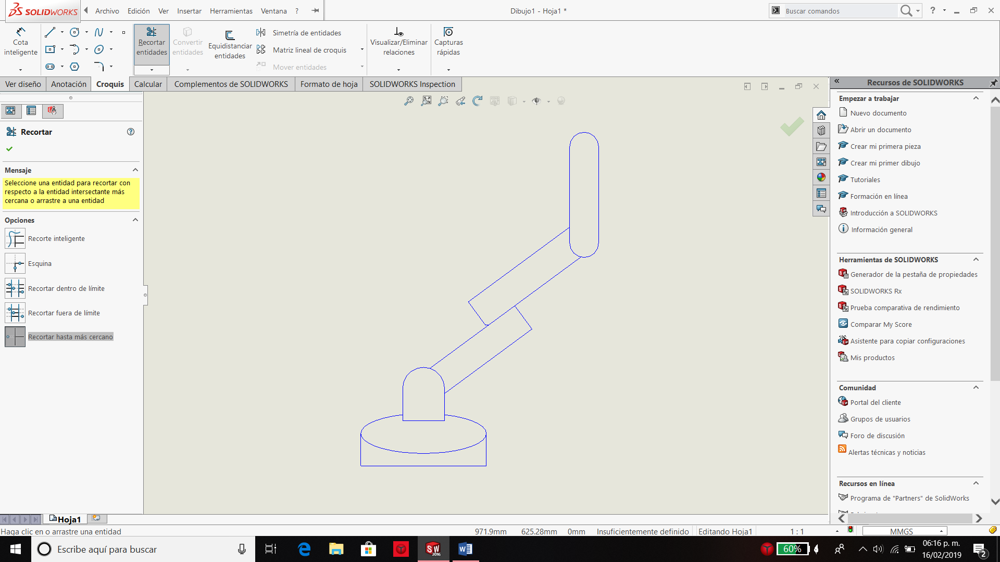 SOLIDWORKS
Archivo Edición Ver Insertar Herramientas Ventana ?
Dibujo1 - Hoja1 *
Buscar comandos
?
Cota inteligente
Recortar entidades
Convertir entidades
Equidistanciar entidades
Simetría de entidades
Matriz lineal de croquis
Mover entidades
Visualizar/Eliminar relaciones
Capturas rápidas
Ver diseño Anotación Croquis Calcular Complementos de SOLIDWORKS Formato de hoja SOLIDWORKS Inspection
Recortar
Mensaje
Seleccione una entidad para recortar con
respecto a la entidad intersectante más
cercana o arrastre a una entidad
Opciones
Recorte inteligente
Esquina
Recortar dentro de límite
Recortar fuera de límite
Recortar hasta más cercano
Recursos de SOLIDWORKS
Empezar a trabajar
Nuevo documento
Abrir un documento
Crear mi primera pieza
Crear mi primer dibujo
Tutoriales
Formación en línea
Introducción a SOLIDWORKS
Información general
Herramientas de SOLIDWORKS
Generador de la pestaña de propiedades
SOLIDWORKS Rx
Prueba comparativa de rendimiento
Comparar My Score
Asistente para copiar configuraciones
Mis productos
Comunidad
Portal del cliente
Grupos de usuarios
Foro de discusión
Alertas técnicas y noticias
Recursos en línea
Programa de "Partners" de SolidWorks
Hoja1
Haga clic en o arrastre una entidad
971.9mm 625.28mm 0mm Insuficientemente definido Editando Hoja1 1 : 1 MMGS
Escribe aquí para buscar
SW 2016
60%
06:16 p. m.
16/02/2019
2